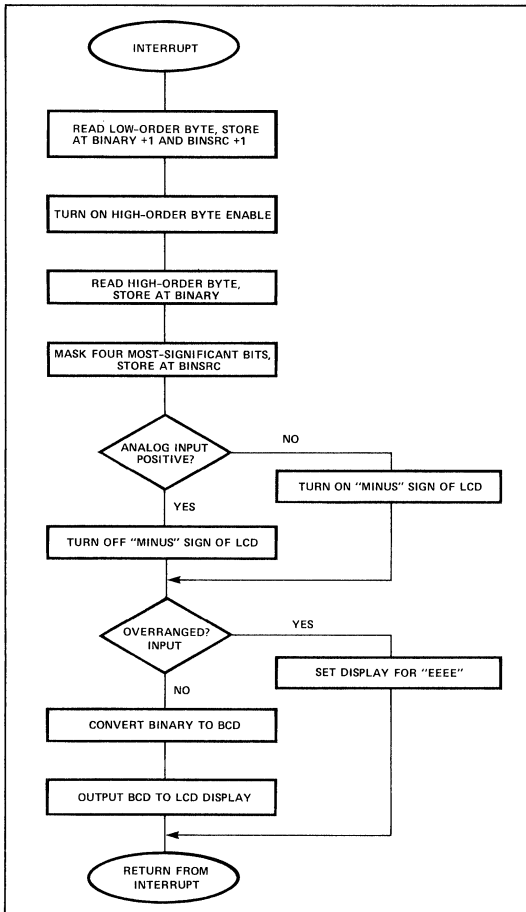 INTERRUPT
READ LOW-ORDER BYTE, STORE
AT BINARY +1 AND BINSRC +1
TURN ON HIGH-ORDER BYTE ENABLE
READ HIGH-ORDER BYTE,
STORE AT BINARY
MASK FOUR MOST-SIGNIFICANT BITS,
STORE AT BINSRC
ANALOG INPUT
POSITIVE?
NO
TURN ON "MINUS" SIGN OF LCD
YES
TURN OFF "MINUS" SIGN OF LCD
OVERRANGED?
INPUT
YES
SET DISPLAY FOR "EEEE"
NO
CONVERT BINARY TO BCD
OUTPUT BCD TO LCD DISPLAY
RETURN FROM
INTERRUPT